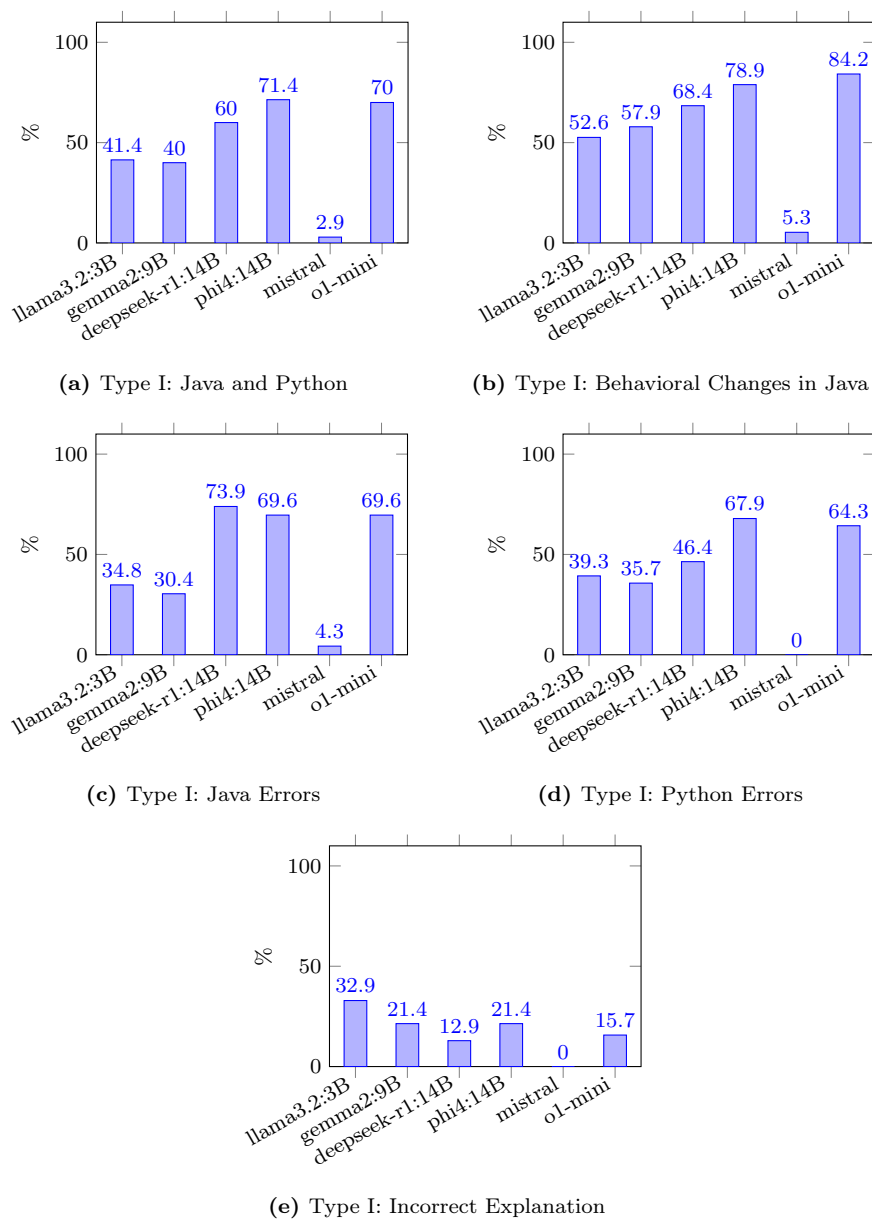 100
50
0
%
41.4
40
60
71.4
2.9
70
llama3.2:3B
gemma2:9B
deepseek-r1:14B
phi4:14B
mistral
o1-mini
(a) Type I: Java and Python
100
50
0
%
52.6
57.9
68.4
78.9
5.3
84.2
llama3.2:3B
gemma2:9B
deepseek-r1:14B
phi4:14B
mistral
o1-mini
(b) Type I: Behavioral Changes in Java
100
50
0
%
34.8
30.4
73.9
69.6
4.3
69.6
llama3.2:3B
gemma2:9B
deepseek-r1:14B
phi4:14B
mistral
o1-mini
(c) Type I: Java Errors
100
50
0
%
39.3
35.7
46.4
67.9
0
64.3
llama3.2:3B
gemma2:9B
deepseek-r1:14B
phi4:14B
mistral
o1-mini
(d) Type I: Python Errors
100
50
0
%
32.9
21.4
12.9
21.4
0
15.7
llama3.2:3B
gemma2:9B
deepseek-r1:14B
phi4:14B
mistral
o1-mini
(e) Type I: Incorrect Explanation